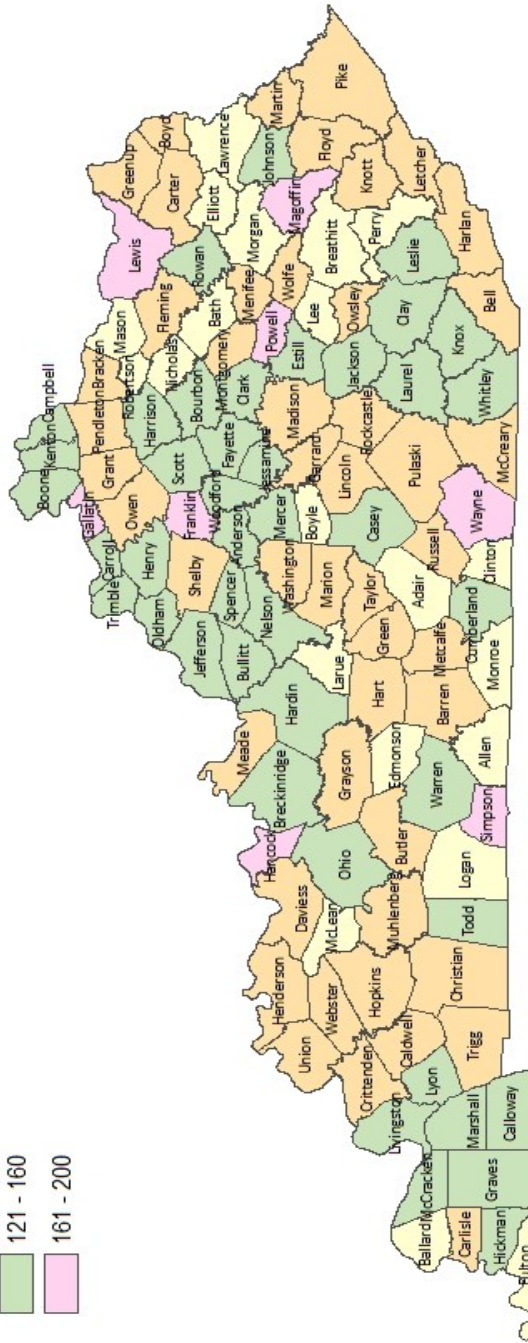 121 - 160
161 - 200
Boone
Kenton
Campbell
Gallatin
Grant
Pendleton
Bracken
Mason
Robertson
Lewis
Greenup
Boyd
Carter
Fleming
Rowan
Elliott
Lawrence
Nicholas
Bath
Harrison
Owen
Carroll
Trimble
Henry
Oldham
Scott
Franklin
Bourbon
Montgomery
Menifee
Morgan
Johnson
Martin
Magoffin
Floyd
Pike
Wolfe
Powell
Clark
Fayette
Woodford
Shelby
Jefferson
Spencer
Anderson
Jessamine
Estill
Lee
Breathitt
Knott
Perry
Letcher
Owsley
Leslie
Harlan
Clay
Jackson
Madison
Garrard
Mercer
Boyle
Washington
Nelson
Bullitt
Hardin
Meade
Breckinridge
Hancock
Larue
Marion
Lincoln
Rockcastle
Laurel
Knox
Bell
Whitley
McCreary
Pulaski
Casey
Wayne
Russell
Clinton
Adair
Taylor
Green
Cumberland
Metcalfe
Monroe
Barren
Hart
Grayson
Edmonson
Allen
Warren
Simpson
Butler
Ohio
Daviess
McLean
Muhlenberg
Logan
Todd
Henderson
Webster
Hopkins
Christian
Union
Crittenden
Caldwell
Trigg
Lyon
Livingston
Marshall
Calloway
McCracken
Graves
Ballard
Carlisle
Hickman